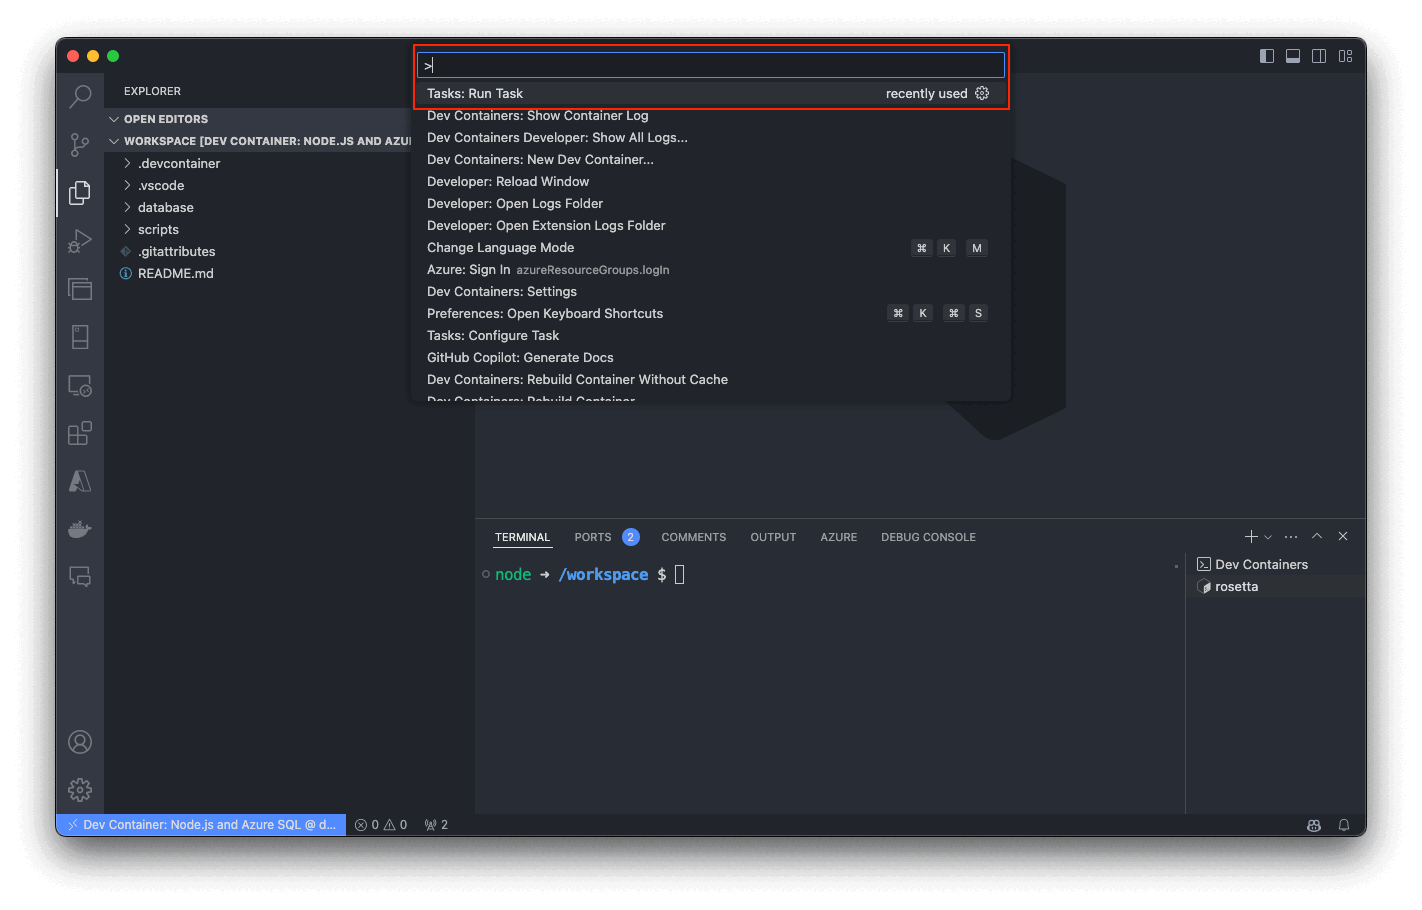 >
Tasks: Run Task recently used
Dev Containers: Show Container Log
Dev Containers Developer: Show All Logs...
Dev Containers: New Dev Container...
Developer: Reload Window
Developer: Open Logs Folder
Developer: Open Extension Logs Folder
Change Language Mode ⌘ K M
Azure: Sign In azureResourceGroups.logIn
Dev Containers: Settings
Preferences: Open Keyboard Shortcuts ⌘ K ⌘ S
Tasks: Configure Task
GitHub Copilot: Generate Docs
Dev Containers: Rebuild Container Without Cache
Dev Containers: Rebuild Container
EXPLORER
OPEN EDITORS
WORKSPACE [DEV CONTAINER: NODE.JS AND AZU
.devcontainer
.vscode
database
scripts
.gitattributes
README.md
TERMINAL PORTS 2 COMMENTS OUTPUT AZURE DEBUG CONSOLE
node ➜ /workspace $
Dev Containers
rosetta
Dev Container: Node.js and Azure SQL @ d... 0 0 2